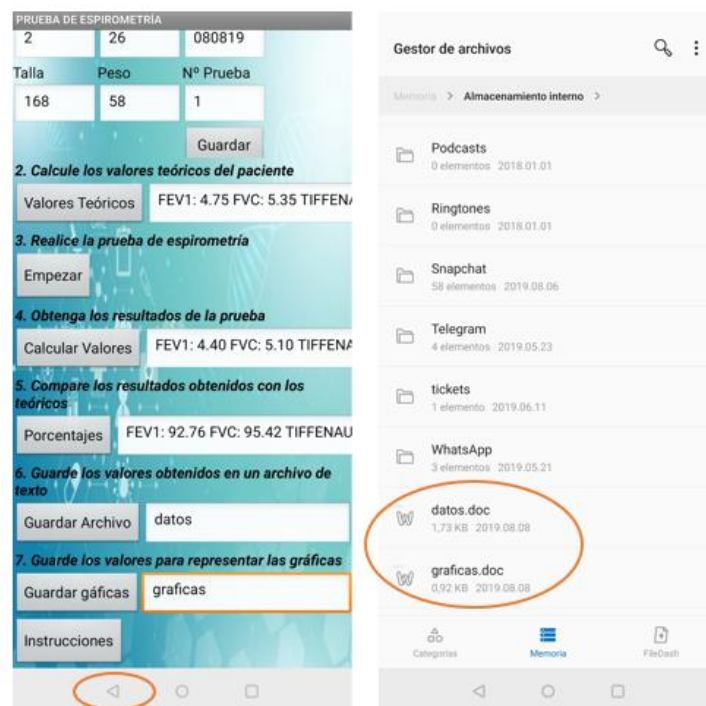 PRUEBA DE ESPIROMETRÍA
2 26 080819
Talla Peso Nº Prueba
168 58 1
Guardar
2. Calcule los valores teóricos del paciente
Valores Teóricos FEV1: 4.75 FVC: 5.35 TIFFENA
3. Realice la prueba de espirometría
Empezar
4. Obtenga los resultados de la prueba
Calcular Valores FEV1: 4.40 FVC: 5.10 TIFFENA
5. Compare los resultados obtenidos con los
teóricos
Porcentajes FEV1: 92.76 FVC: 95.42 TIFFENAU
6. Guarde los valores obtenidos en un archivo de
texto
Guardar Archivo datos
7. Guarde los valores para representar las gráficas
Guardar gáficas graficas
Instrucciones
Gestor de archivos
Memoria > Almacenamiento interno >
Podcasts
0 elementos 2018.01.01
Ringtones
0 elementos 2018.01.01
Snapchat
58 elementos 2019.08.06
Telegram
4 elementos 2019.05.23
tickets
1 elemento 2019.06.11
WhatsApp
3 elementos 2019.05.21
datos.doc
1,73 KB 2019.08.08
graficas.doc
0,92 KB 2019.08.08
Categorías Memoria FileDash